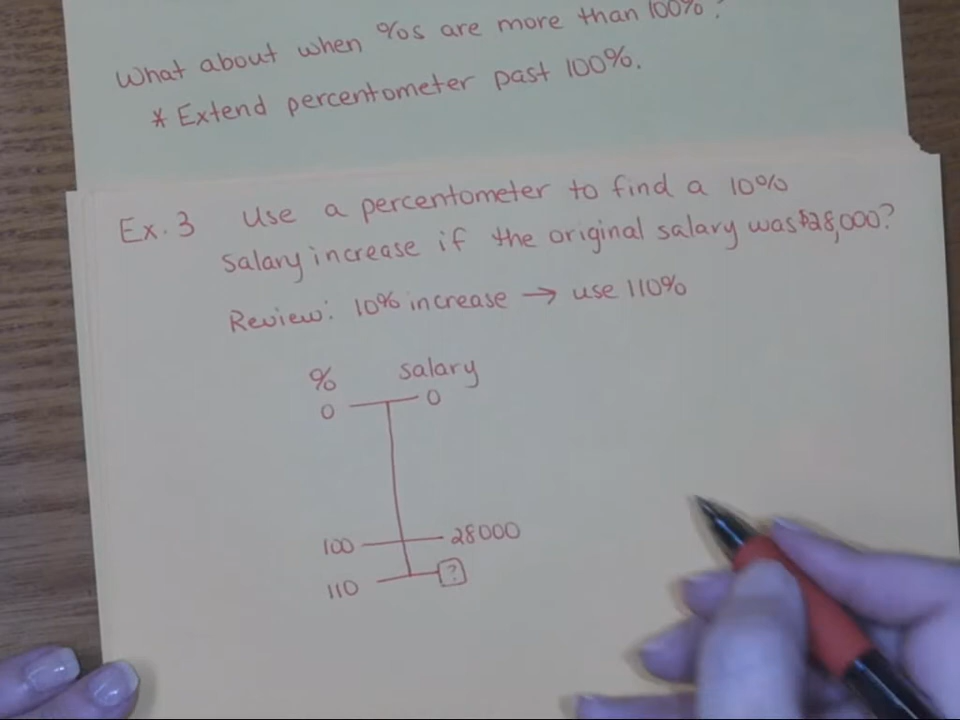 What about when %s are more than 100%?
* Extend percentometer past 100%.
Ex. 3 Use a percentometer to find a 10%
salary increase if the original salary was $28,000?
Review: 10% increase → use 110%
% salary
0 0
100 28000
110 ?